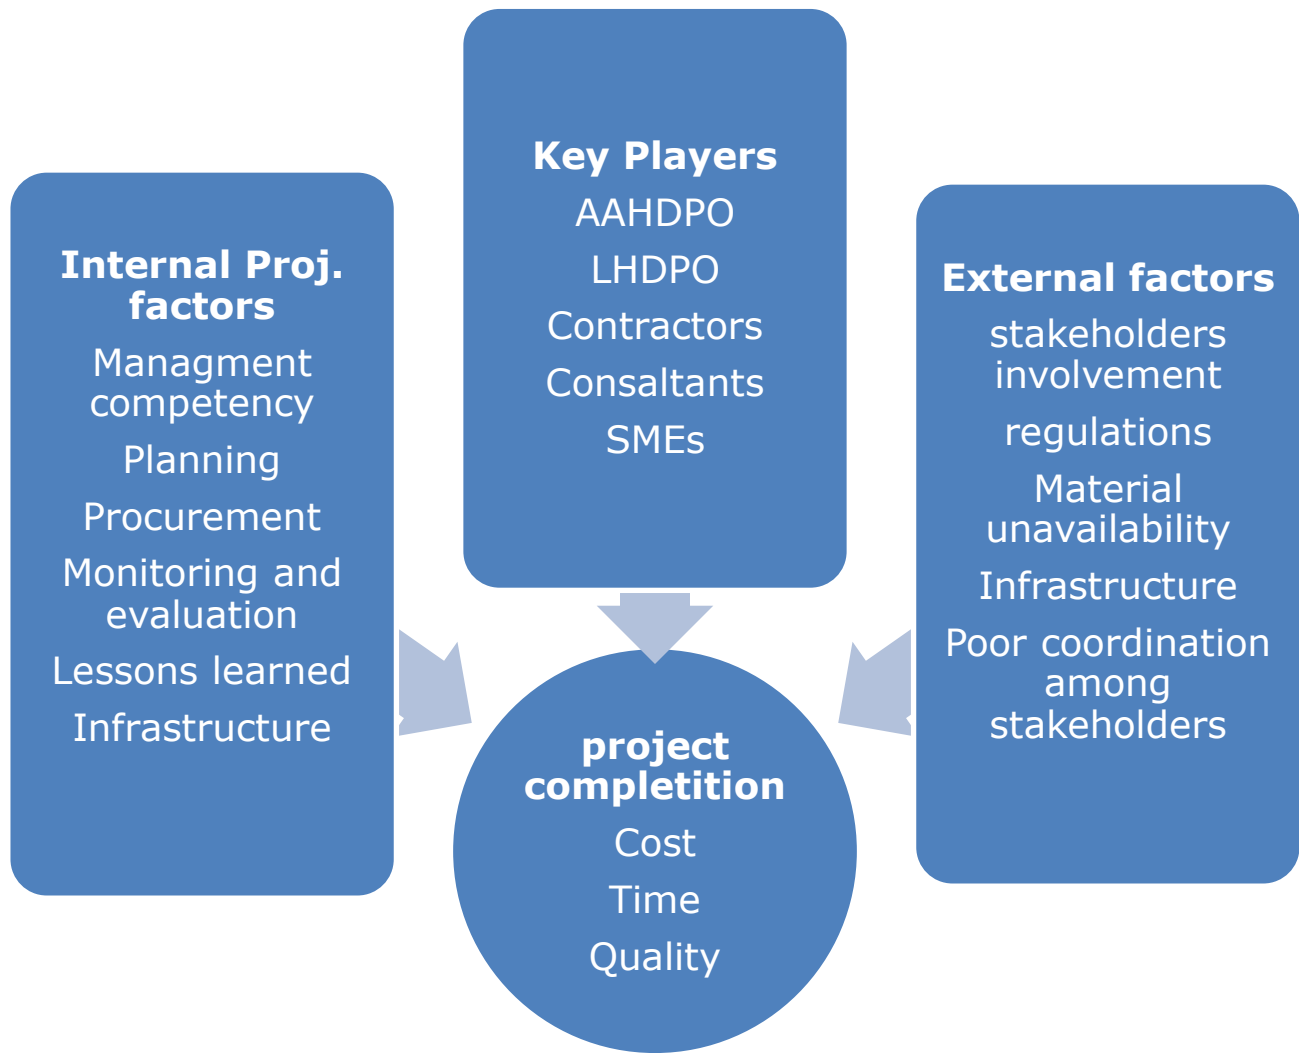 Internal Proj.
factors
Managment
competency
Planning
Procurement
Monitoring and
evaluation
Lessons learned
Infrastructure
Key Players
AAHDPO
LHDPO
Contractors
Consaltants
SMEs
External factors
stakeholders
involvement
regulations
Material
unavailability
Infrastructure
Poor coordination
among
stakeholders
project
completition
Cost
Time
Quality